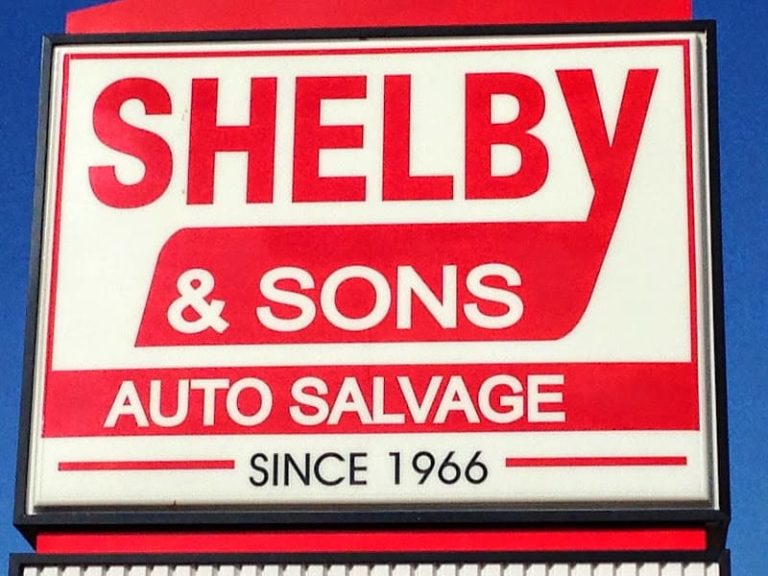 SHELBY
& SONS
AUTO SALVAGE
SINCE 1966